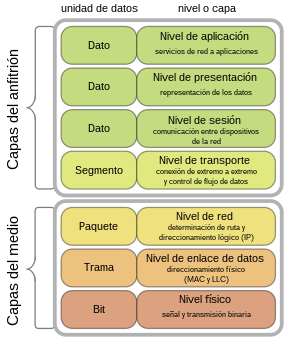 unidad de datos nivel o capa
Capas del anfitrión
Dato
Nivel de aplicación
servicios de red a aplicaciones
Dato
Nivel de presentación
representación de los datos
Dato
Nivel de sesión
comunicación entre dispositivos
de la red
Segmento
Nivel de transporte
conexión de extremo a extremo
y control de flujo de datos
Capas del medio
Paquete
Nivel de red
determinación de ruta y
direccionamiento lógico (IP)
Trama
Nivel de enlace de datos
direccionamiento físico
(MAC y LLC)
Bit
Nivel físico
señal y transmisión binaria